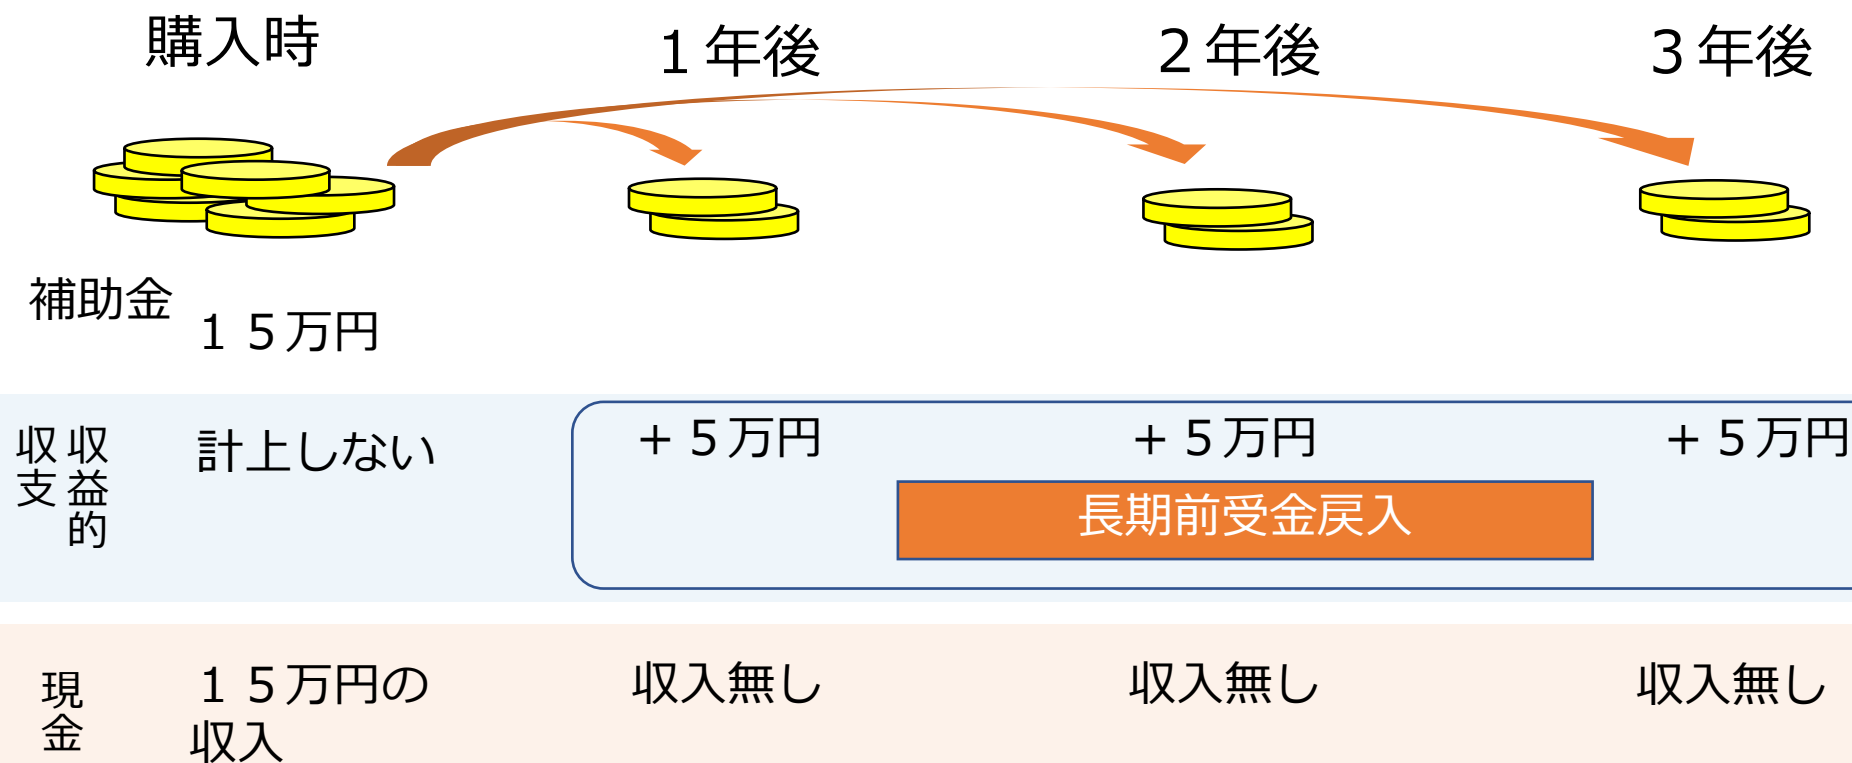 購入時
１年後
２年後
３年後
補助金
１５万円
収益的
収支
計上しない
＋５万円
＋５万円
＋５万円
長期前受金戻入
現金
１５万円の
収入
収入無し
収入無し
収入無し